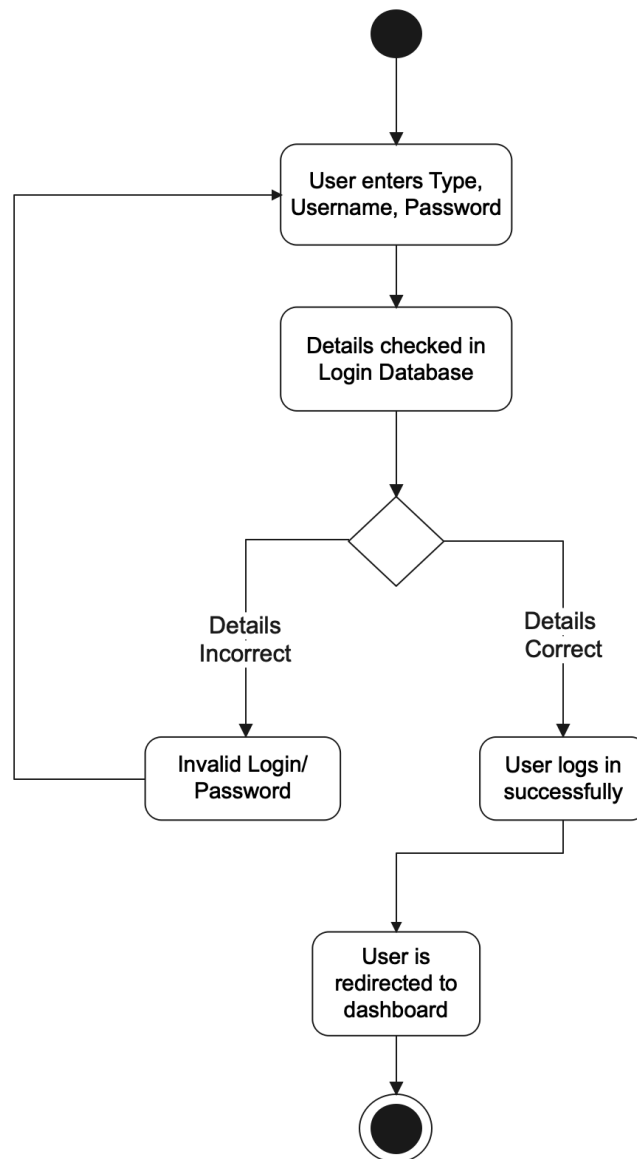 User enters Type,
Username, Password
Details checked in
Login Database
Details
Incorrect
Details
Correct
Invalid Login/
Password
User logs in
successfully
User is
redirected to
dashboard